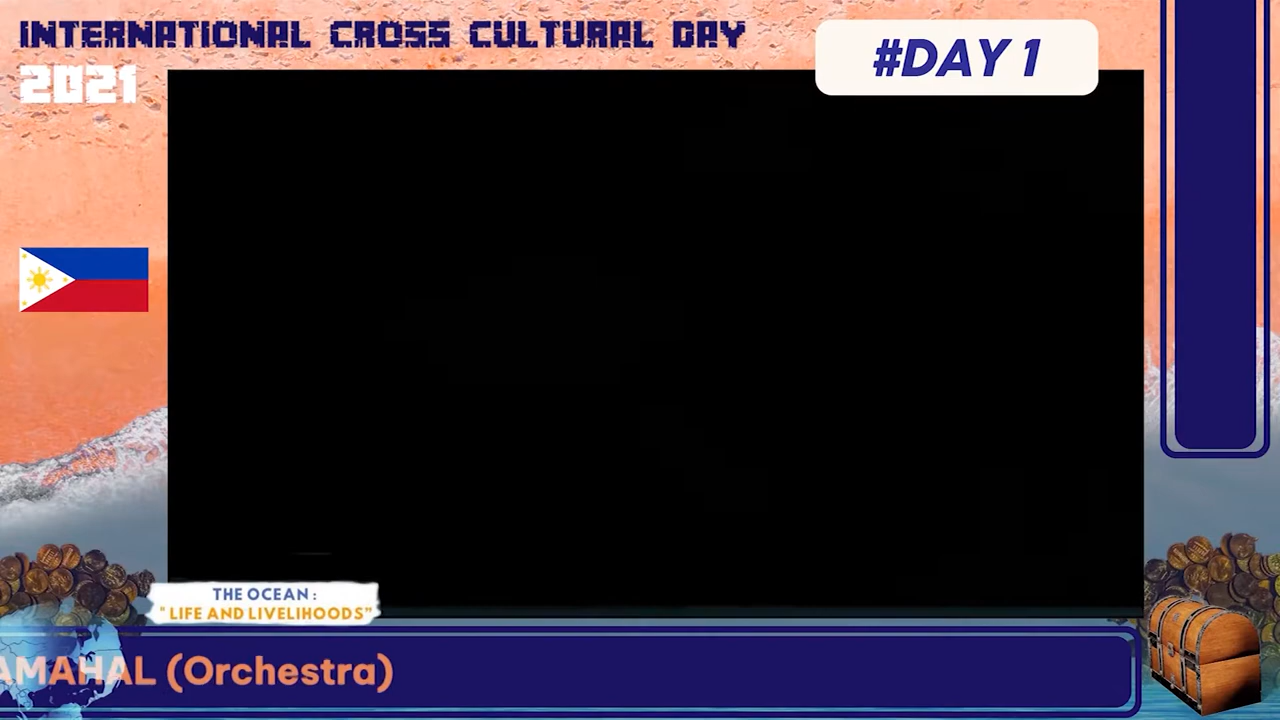 INTERNATIONAL CROSS CULTURAL DAY
2021
#DAY 1
THE OCEAN :
"LIFE AND LIVELIHOODS"
AMAHAL (Orchestra)